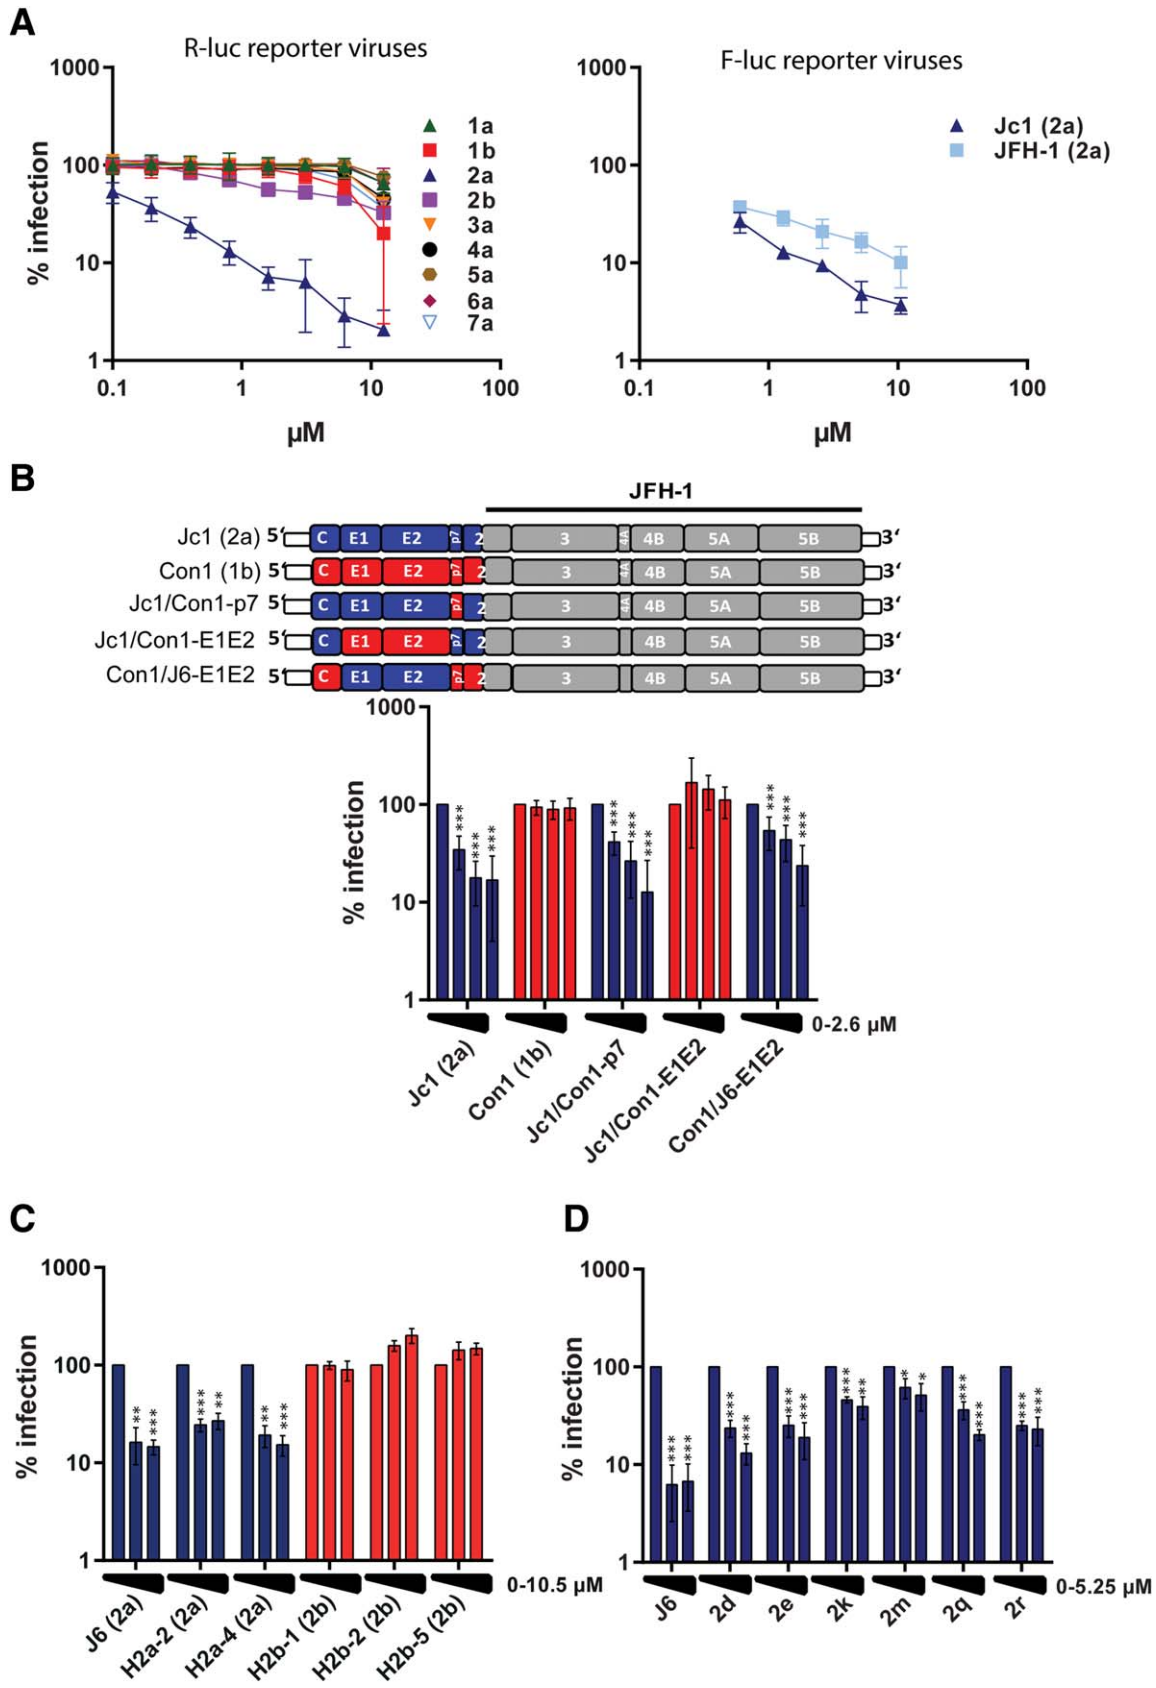 A
R-luc reporter viruses
1000
100
10
1
% infection
0.1
1
10
100
µM
1a
1b
2a
2b
3a
4a
5a
6a
7a
F-luc reporter viruses
1000
100
10
1
0.1
1
10
100
µM
Jc1 (2a)
JFH-1 (2a)
B
JFH-1
Jc1 (2a) 5‘ C E1 E2 p7 2 3 4A 4B 5A 5B 3‘
Con1 (1b) 5‘ C E1 E2 p7 2 3 4A 4B 5A 5B 3‘
Jc1/Con1-p7 5‘ C E1 E2 p7 2 3 4A 4B 5A 5B 3‘
Jc1/Con1-E1E2 5‘ C E1 E2 p7 2 3 4B 5A 5B 3‘
Con1/J6-E1E2 5‘ C E1 E2 p7 2 3 4B 5A 5B 3‘
1000
100
10
1
% infection
*** *** ***
*** *** ***
*** *** ***
0-2.6 µM
Jc1 (2a)
Con1 (1b)
Jc1/Con1-p7
Jc1/Con1-E1E2
Con1/J6-E1E2
C
1000
100
10
1
% infection
** ***
*** **
** ***
0-10.5 µM
J6 (2a)
H2a-2 (2a)
H2a-4 (2a)
H2b-1 (2b)
H2b-2 (2b)
H2b-5 (2b)
D
1000
100
10
1
% infection
*** ***
*** ***
*** ***
*** ***
* *
*** ***
*** ***
0-5.25 µM
J6
2d
2e
2k
2m
2q
2r